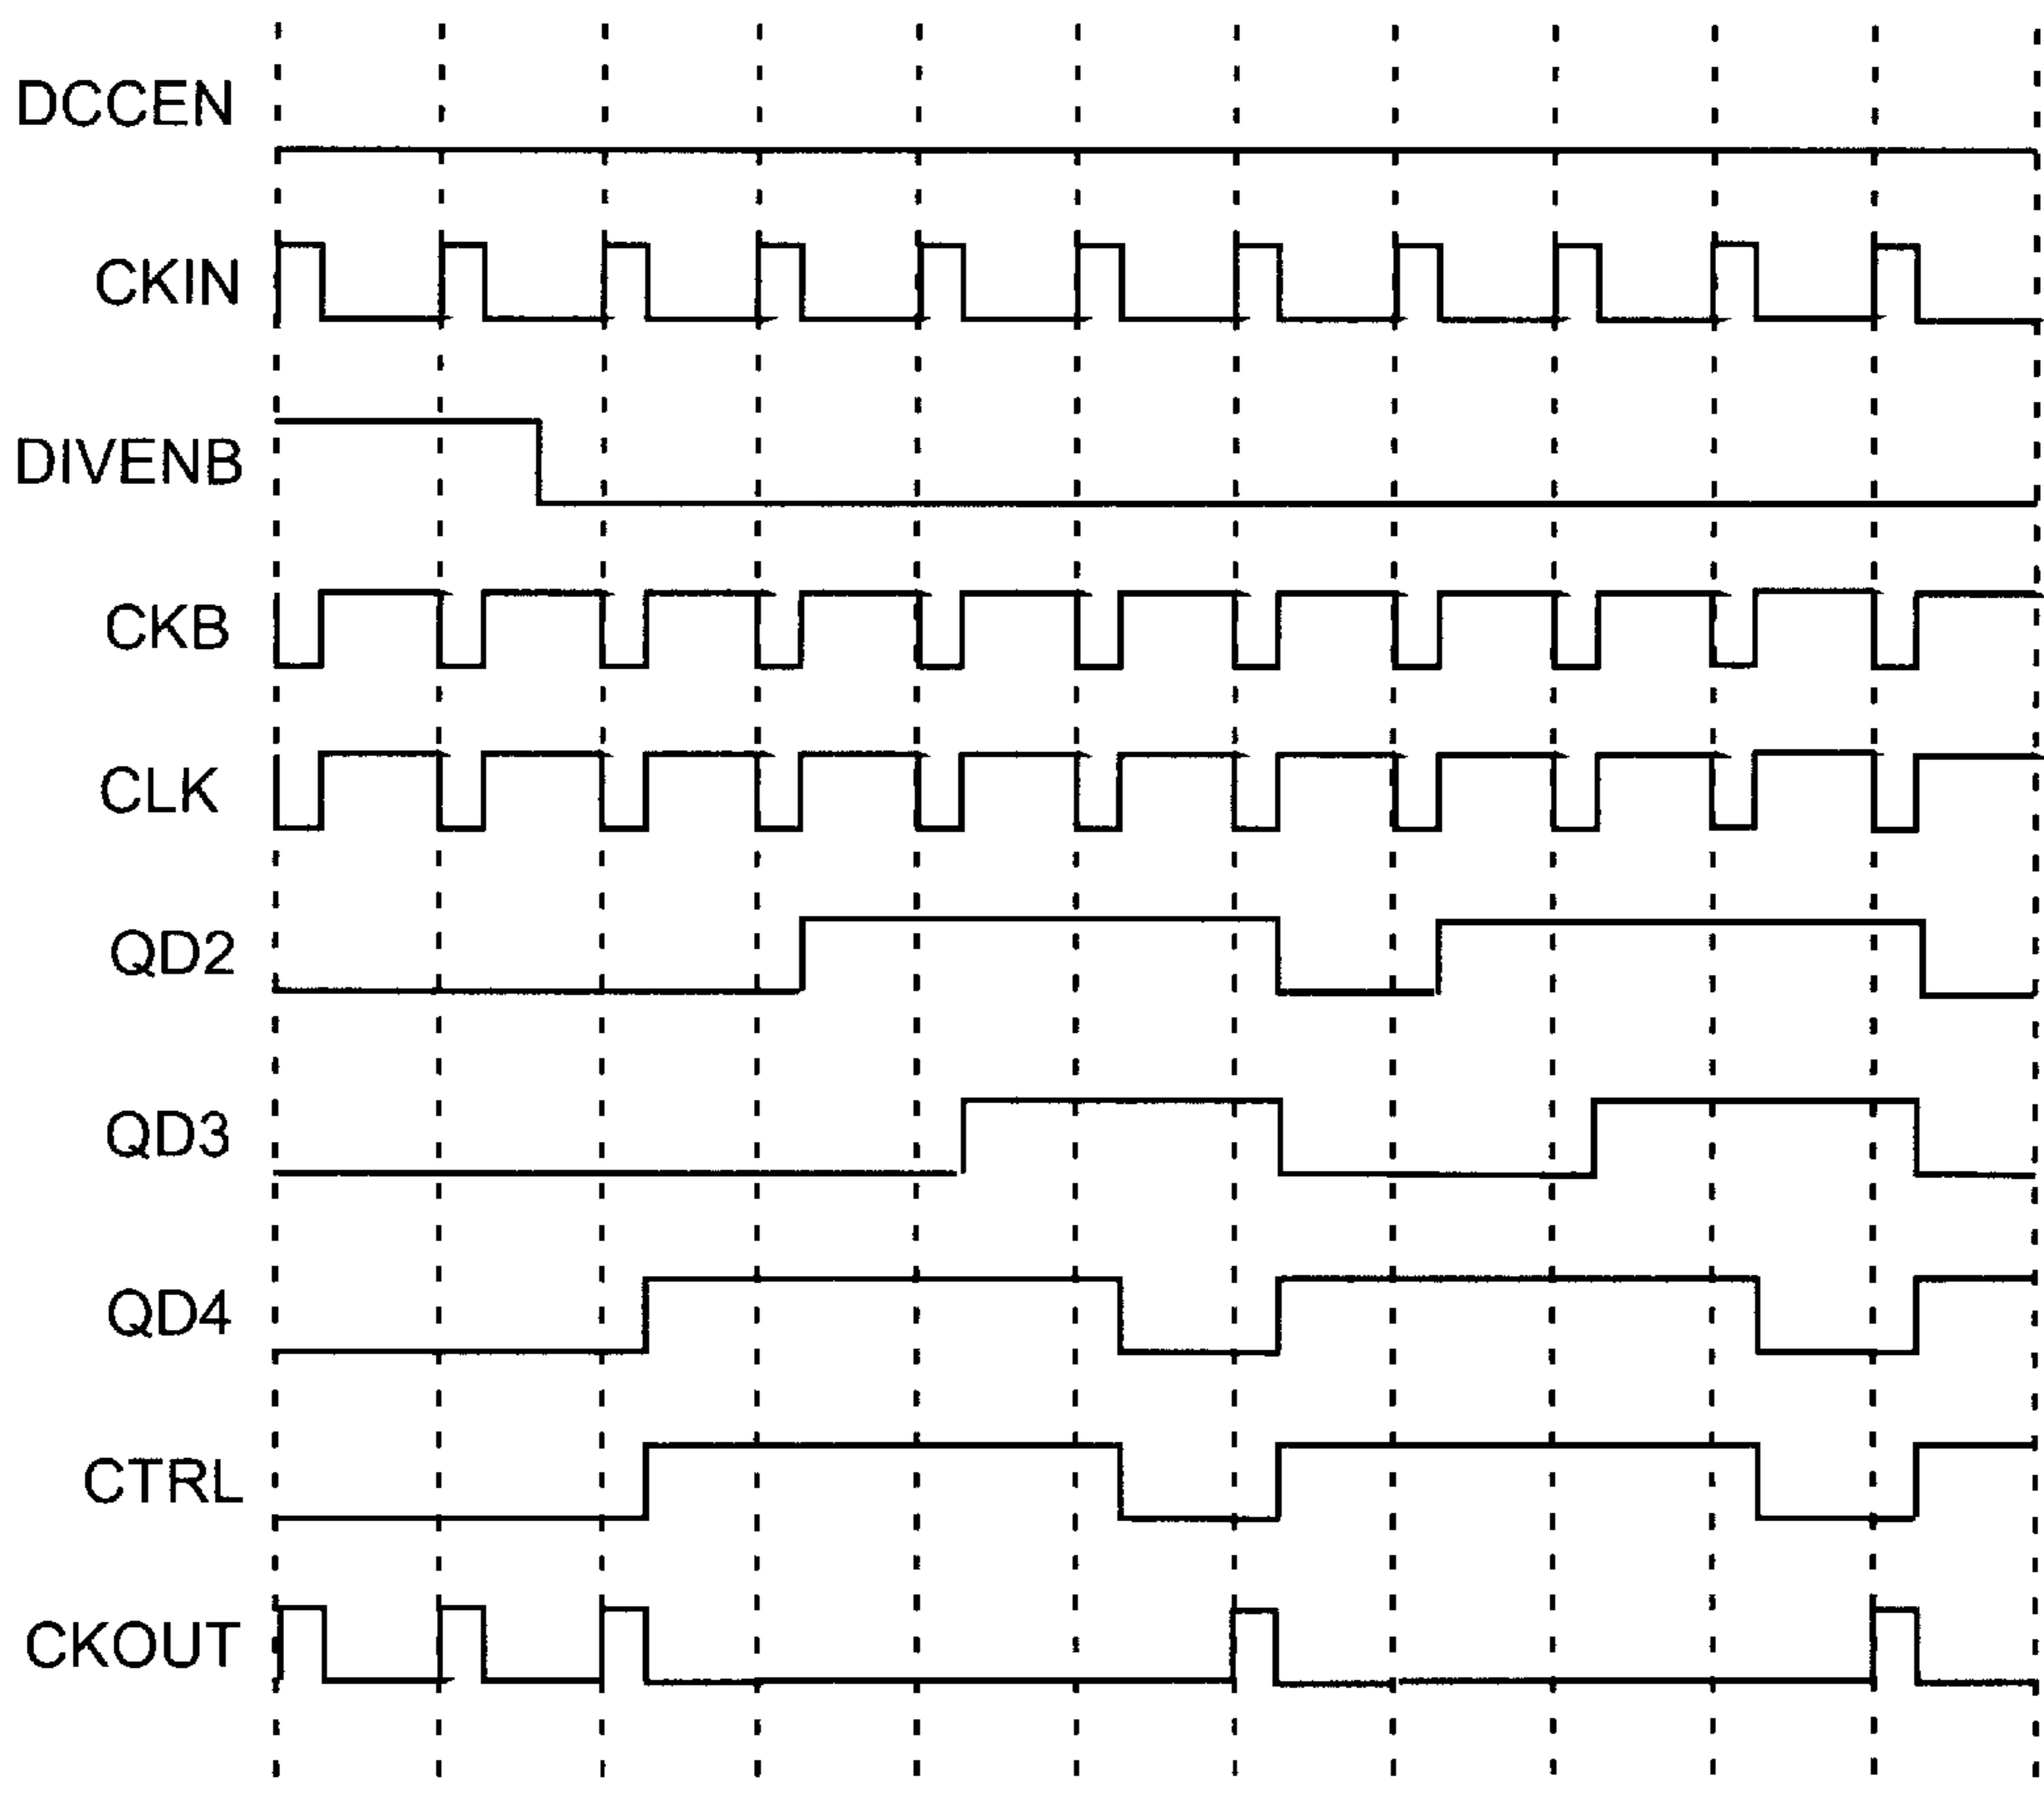 DCCEN
CKIN
DIVENB
CKB
CLK
QD2
QD3
QD4
CTRL
CKOUT